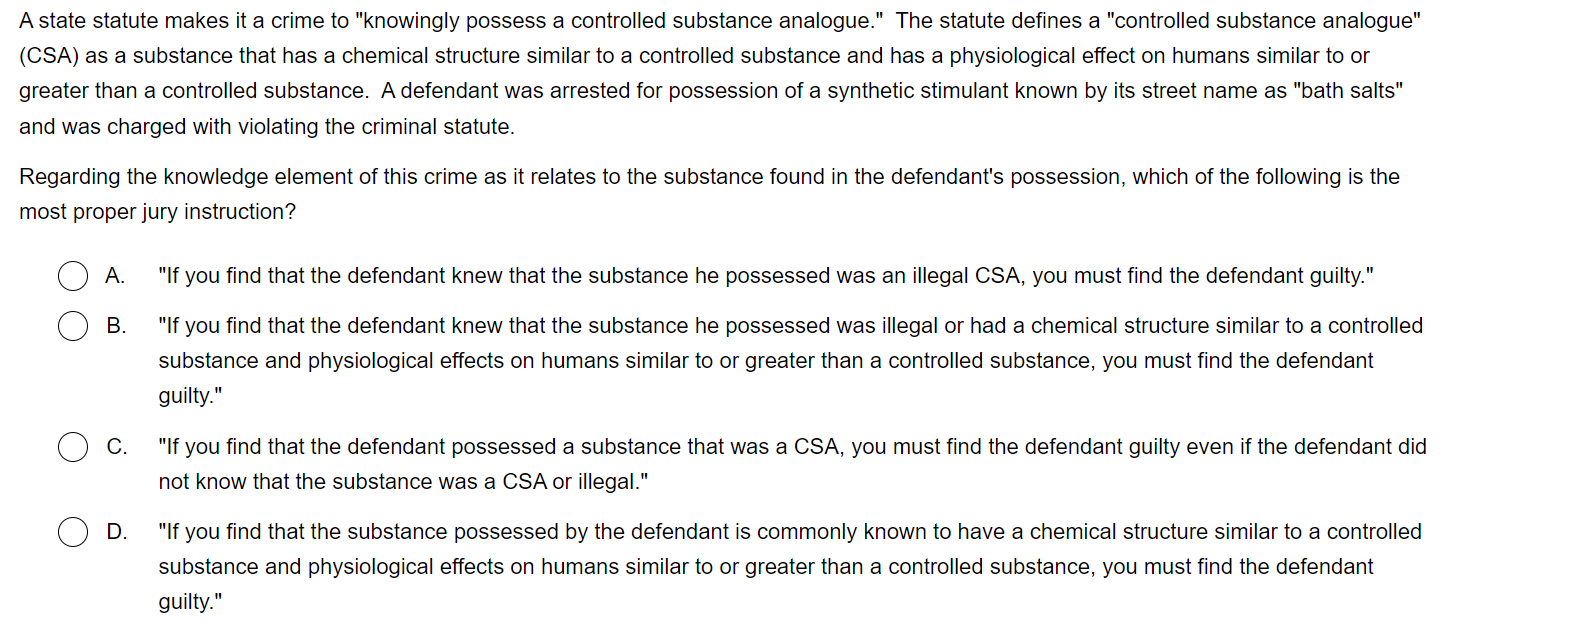 A state statute makes it a crime to "knowingly possess a controlled substance analogue."  The statute defines a "controlled substance analogue"
(CSA) as a substance that has a chemical structure similar to a controlled substance and has a physiological effect on humans similar to or
greater than a controlled substance.  A defendant was arrested for possession of a synthetic stimulant known by its street name as "bath salts"
and was charged with violating the criminal statute.
Regarding the knowledge element of this crime as it relates to the substance found in the defendant's possession, which of the following is the
most proper jury instruction?
A. "If you find that the defendant knew that the substance he possessed was an illegal CSA, you must find the defendant guilty."
B. "If you find that the defendant knew that the substance he possessed was illegal or had a chemical structure similar to a controlled
substance and physiological effects on humans similar to or greater than a controlled substance, you must find the defendant
guilty."
C. "If you find that the defendant possessed a substance that was a CSA, you must find the defendant guilty even if the defendant did
not know that the substance was a CSA or illegal."
D. "If you find that the substance possessed by the defendant is commonly known to have a chemical structure similar to a controlled
substance and physiological effects on humans similar to or greater than a controlled substance, you must find the defendant
guilty."